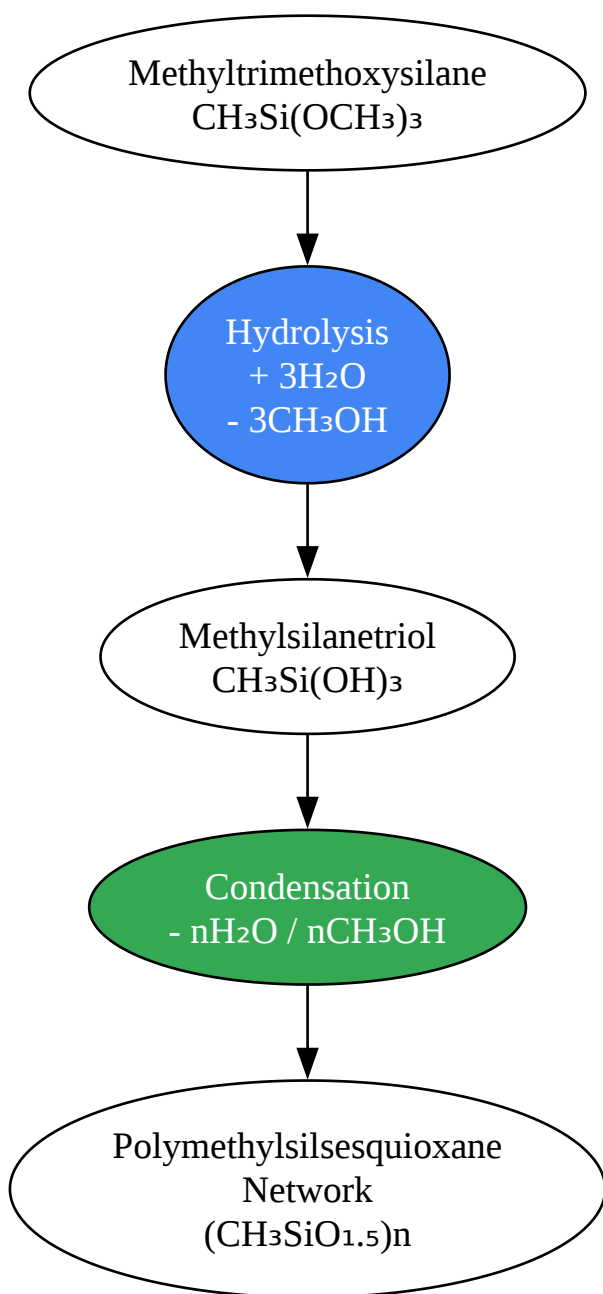 Methyltrimethoxysilane
CH₃Si(OCH₃)₃
Hydrolysis
+ 3H₂O
- 3CH₃OH
Methylsilanetriol
CH₃Si(OH)₃
Condensation
- nH₂O / nCH₃OH
Polymethylsilsesquioxane
Network
(CH₃SiO₁.₅)n